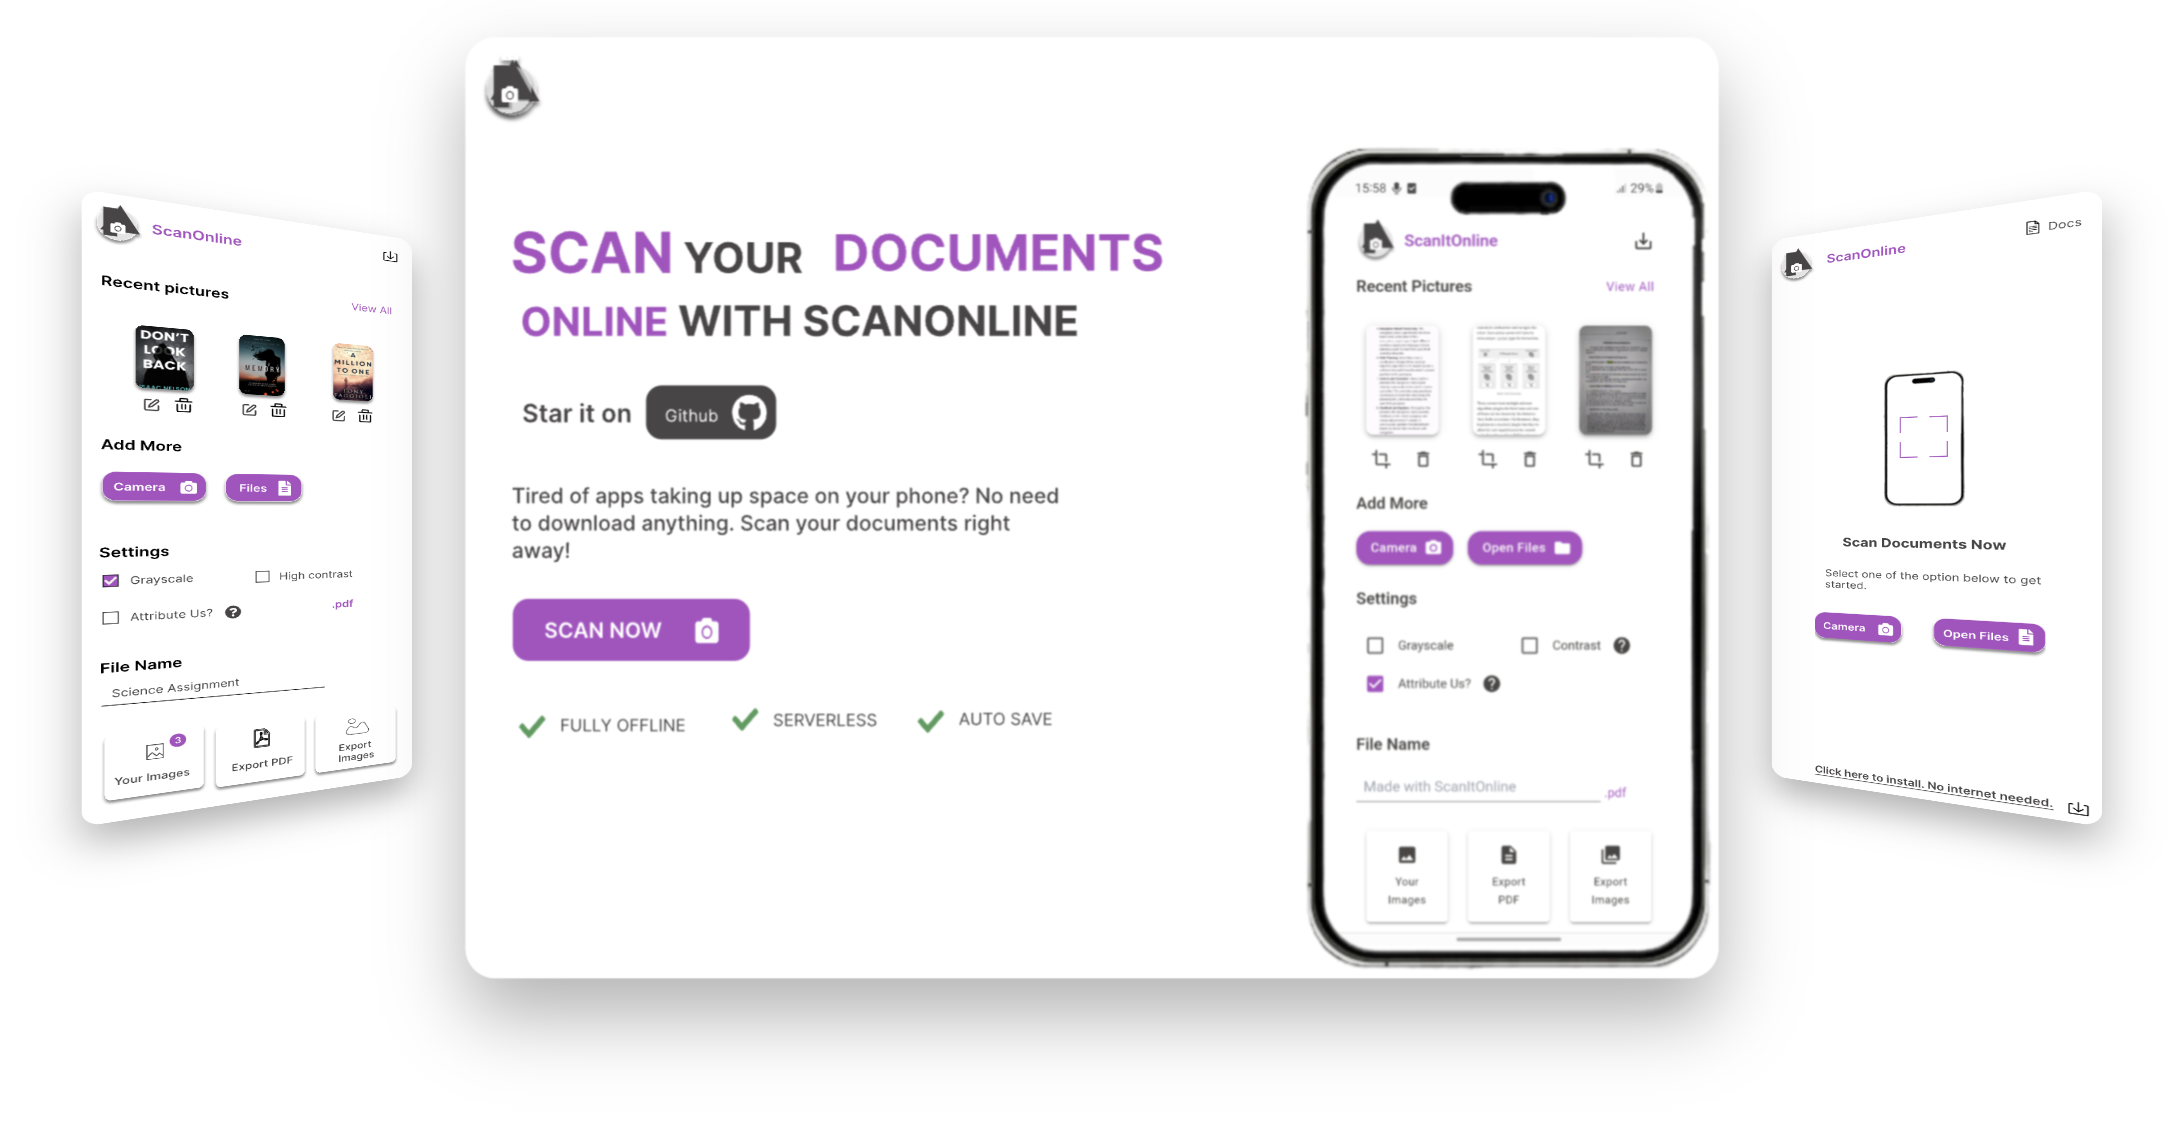 ScanOnline
Recent pictures
View All
DON'T
LOOK
BACK
ISAAC NELSON
MEMORY
A
MILLION
TO ONE
TONY
FAGGIOLI
Add More
Camera
Files
Settings
Grayscale
High contrast
Attribute Us?
.pdf
File Name
Science Assignment
3
Your Images
Export PDF
Export
Images
SCAN YOUR DOCUMENTS
ONLINE WITH SCANONLINE
Star it on Github
Tired of apps taking up space on your phone? No need
to download anything. Scan your documents right
away!
SCAN NOW
FULLY OFFLINE
SERVERLESS
AUTO SAVE
15:58
29%
ScanItOnline
Recent Pictures
View All
Add More
Camera
Open Files
Settings
Grayscale
Contrast
Attribute Us?
File Name
Made with ScanItOnline
.pdf
Your
Images
Export
PDF
Export
Images
Docs
ScanOnline
Scan Documents Now
Select one of the option below to get
started.
Camera
Open Files
Click here to install. No internet needed.